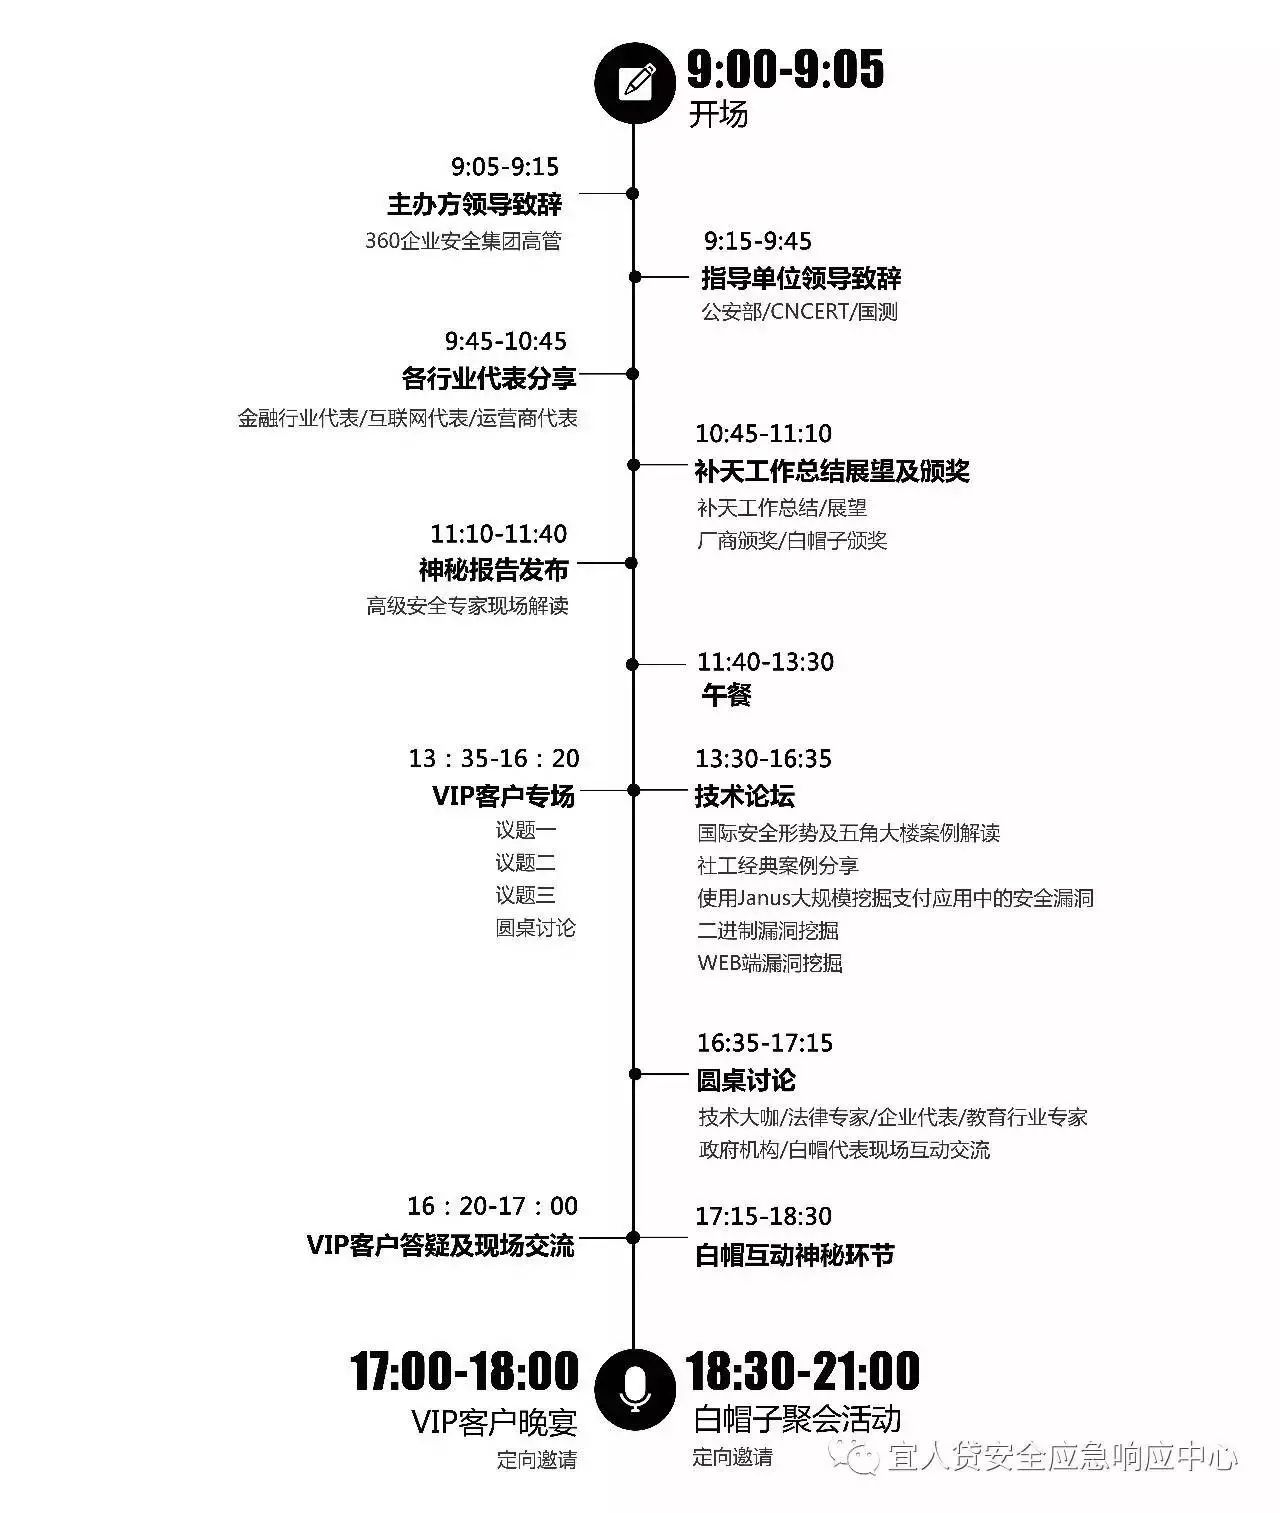 9:00-9:05
开场
9:05-9:15
主办方领导致辞
360企业安全集团高管
9:15-9:45
指导单位领导致辞
公安部/CNCERT/国测
9:45-10:45
各行业代表分享
金融行业代表/互联网代表/运营商代表
10:45-11:10
补天工作总结展望及颁奖
补天工作总结/展望
厂商颁奖/白帽子颁奖
11:10-11:40
神秘报告发布
高级安全专家现场解读
11:40-13:30
午餐
13：35-16：20
VIP客户专场
议题一
议题二
议题三
圆桌讨论
13:30-16:35
技术论坛
国际安全形势及五角大楼案例解读
社工经典案例分享
使用Janus大规模挖掘支付应用中的安全漏洞
二进制漏洞挖掘
WEB端漏洞挖掘
16:35-17:15
圆桌讨论
技术大咖/法律专家/企业代表/教育行业专家
政府机构/白帽代表现场互动交流
16：20-17：00
VIP客户答疑及现场交流
17:15-18:30
白帽互动神秘环节
17:00-18:00
VIP客户晚宴
定向邀请
18:30-21:00
白帽子聚会活动
定向邀请
宜人贷安全应急响应中心